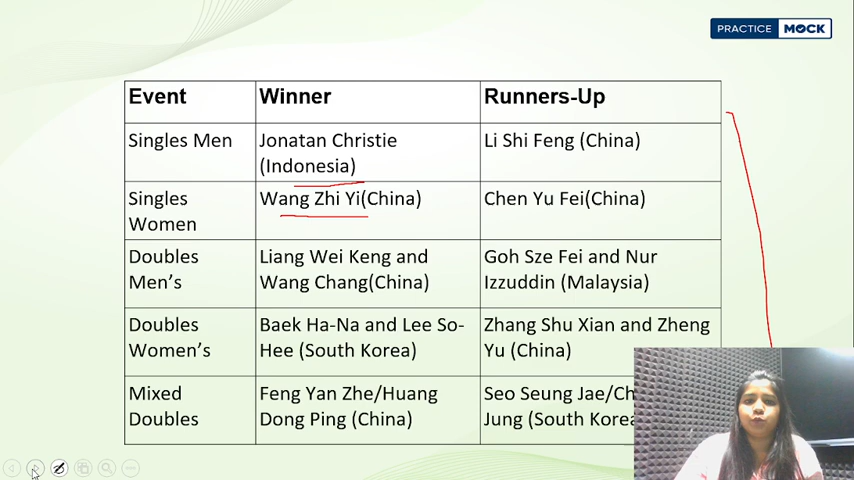 PRACTICE MOCK
Event Winner Runners-Up
Singles Men Jonatan Christie Li Shi Feng (China)
(Indonesia)
Singles Wang Zhi Yi(China) Chen Yu Fei(China)
Women
Doubles Liang Wei Keng and Goh Sze Fei and Nur
Men's Wang Chang(China) Izzuddin (Malaysia)
Doubles Baek Ha-Na and Lee So- Zhang Shu Xian and Zheng
Women's Hee (South Korea) Yu (China)
Mixed Feng Yan Zhe/Huang Seo Seung Jae/Ch
Doubles Dong Ping (China) Jung (South Korea